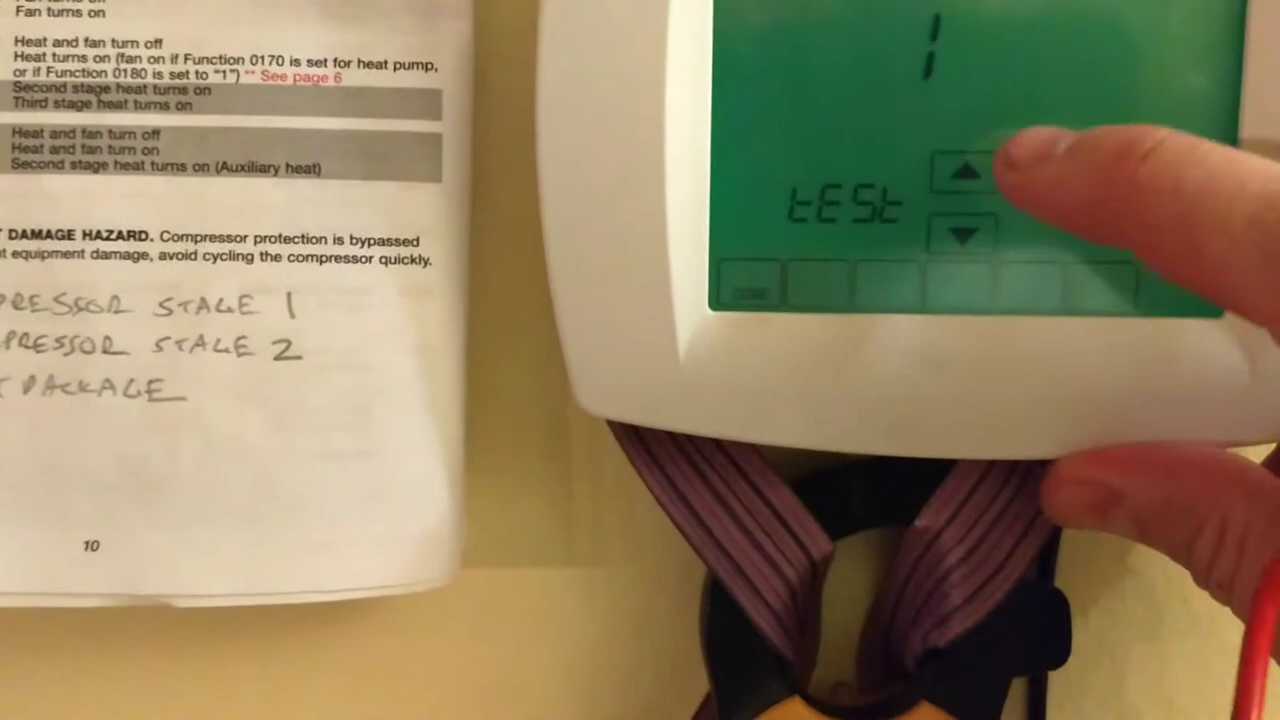 Fan turns on
Heat and fan turn off
Heat turns on (fan on if Function 0170 is set for heat pump,
or if Function 0180 is set to "1") ** See page 6
Second stage heat turns on
Third stage heat turns on
Heat and fan turn off
Heat and fan turn on
Second stage heat turns on (Auxiliary heat)
DAMAGE HAZARD. Compressor protection is bypassed
equipment damage, avoid cycling the compressor quickly.
PRESSOR STAGE 1
PRESSOR STAGE 2
PACKAGE
10
1
tESt